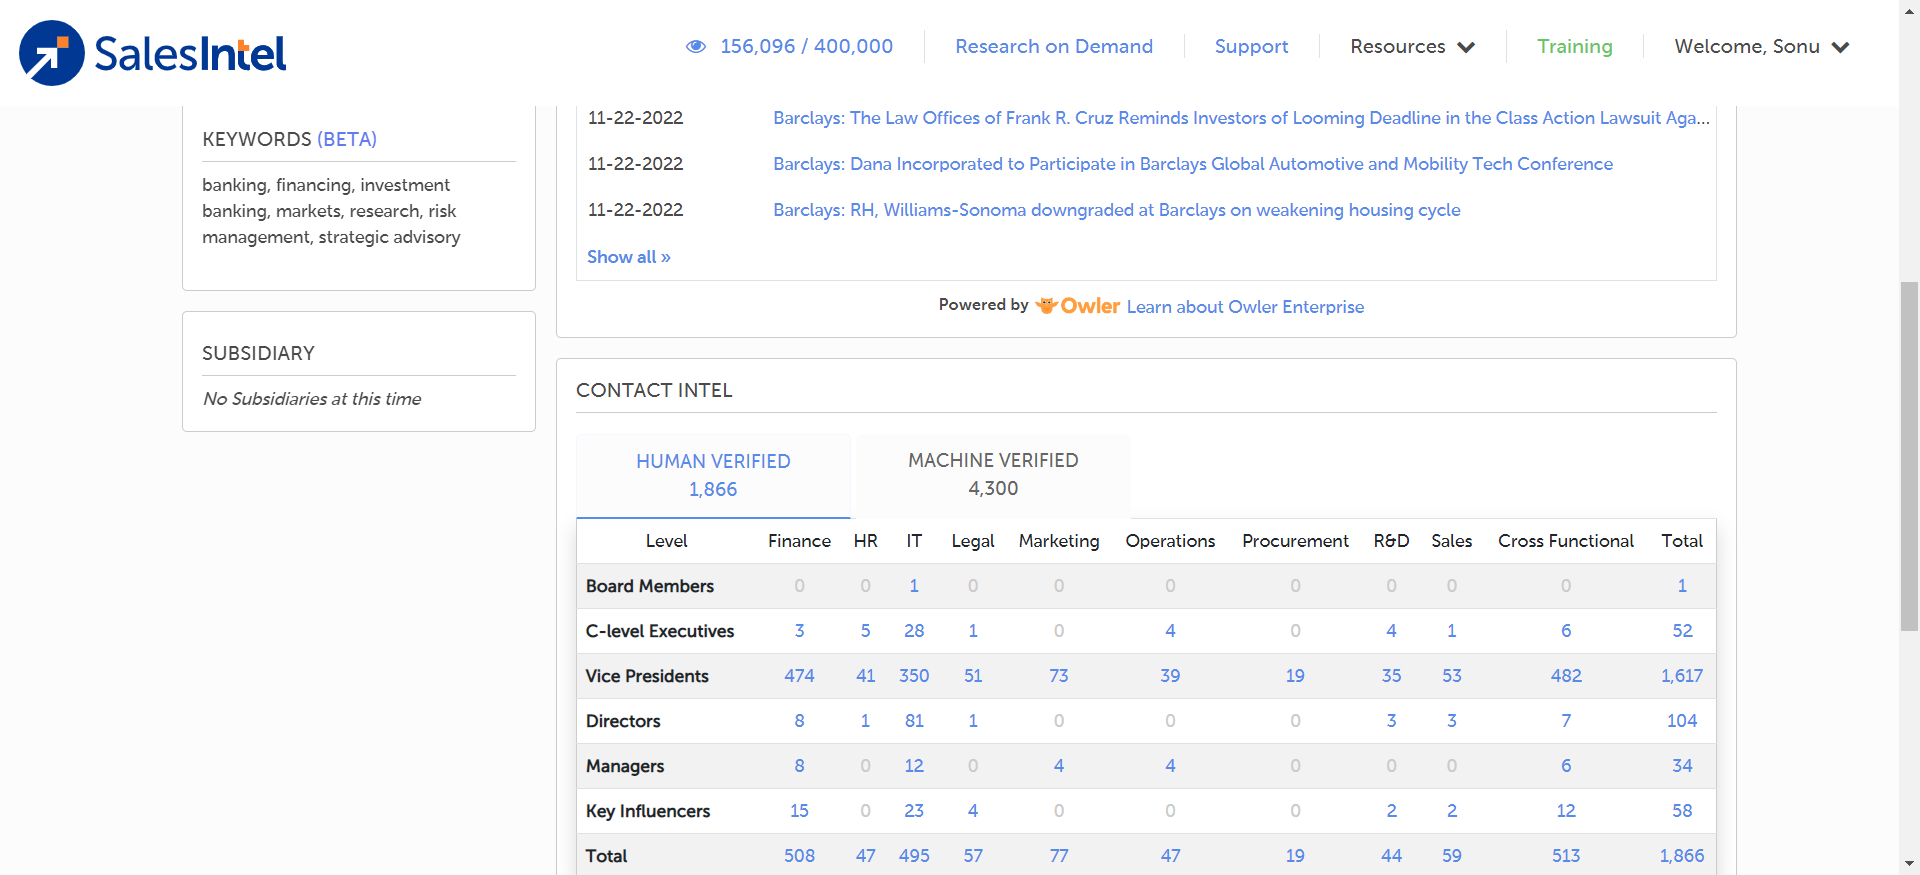 SalesIntel
156,096 / 400,000 Research on Demand Support Resources Training Welcome, Sonu
KEYWORDS (BETA)
banking, financing, investment
banking, markets, research, risk
management, strategic advisory
SUBSIDIARY
No Subsidiaries at this time
11-22-2022 Barclays: The Law Offices of Frank R. Cruz Reminds Investors of Looming Deadline in the Class Action Lawsuit Aga...
11-22-2022 Barclays: Dana Incorporated to Participate in Barclays Global Automotive and Mobility Tech Conference
11-22-2022 Barclays: RH, Williams-Sonoma downgraded at Barclays on weakening housing cycle
Show all »
Powered by Owler Learn about Owler Enterprise
CONTACT INTEL
HUMAN VERIFIED
1,866
MACHINE VERIFIED
4,300
Level Finance HR IT Legal Marketing Operations Procurement R&D Sales Cross Functional Total
Board Members 0 0 1 0 0 0 0 0 0 0 1
C-level Executives 3 5 28 1 0 4 0 4 1 6 52
Vice Presidents 474 41 350 51 73 39 19 35 53 482 1,617
Directors 8 1 81 1 0 0 0 3 3 7 104
Managers 8 0 12 0 4 4 0 0 0 6 34
Key Influencers 15 0 23 4 0 0 0 2 2 12 58
Total 508 47 495 57 77 47 19 44 59 513 1,866